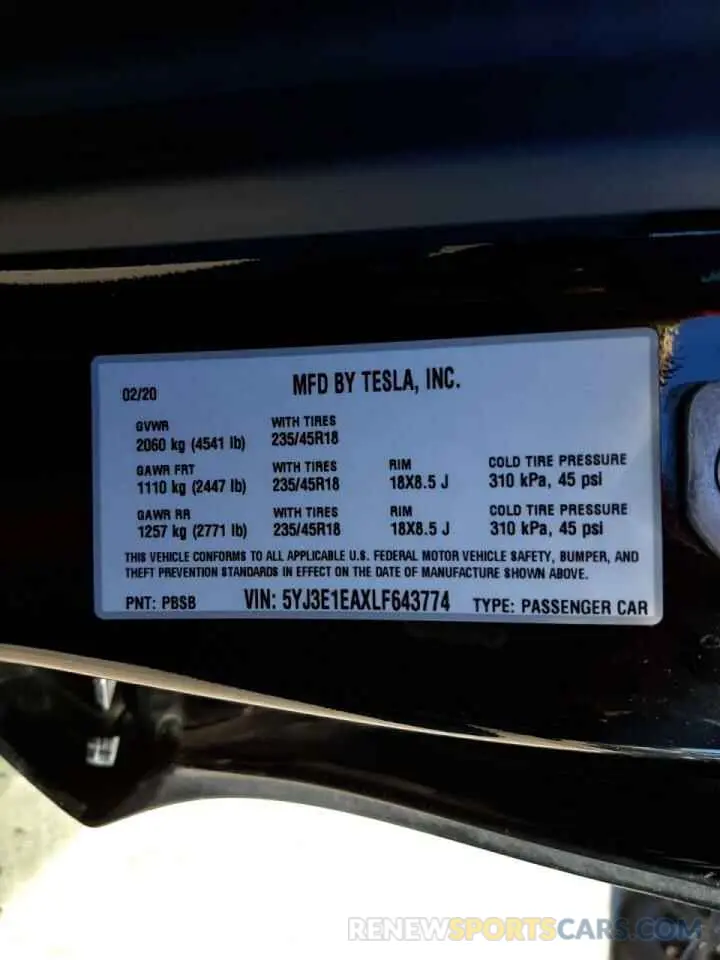 02/20 MFD BY TESLA, INC.
GVWR WITH TIRES
2060 kg (4541 lb) 235/45R18
GAWR FRT WITH TIRES RIM COLD TIRE PRESSURE
1110 kg (2447 lb) 235/45R18 18X8.5 J 310 kPa, 45 psi
GAWR RR WITH TIRES RIM COLD TIRE PRESSURE
1257 kg (2771 lb) 235/45R18 18X8.5 J 310 kPa, 45 psi
THIS VEHICLE CONFORMS TO ALL APPLICABLE U.S. FEDERAL MOTOR VEHICLE SAFETY, BUMPER, AND
THEFT PREVENTION STANDARDS IN EFFECT ON THE DATE OF MANUFACTURE SHOWN ABOVE.
PNT: PBSB VIN: 5YJ3E1EAXLF643774 TYPE: PASSENGER CAR
RENEWSPORTSCARS.COM